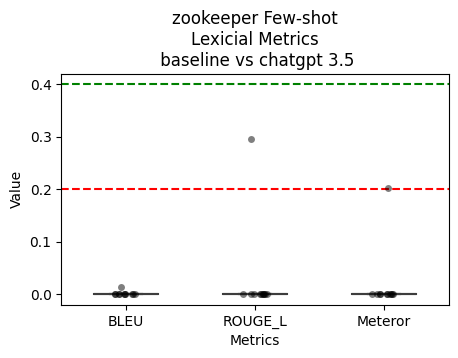 zookeeper Few-shot
Lexicial Metrics
baseline vs chatgpt 3.5
0.4
0.3
0.2
0.1
0.0
Value
BLEU ROUGE_L Meteror
Metrics